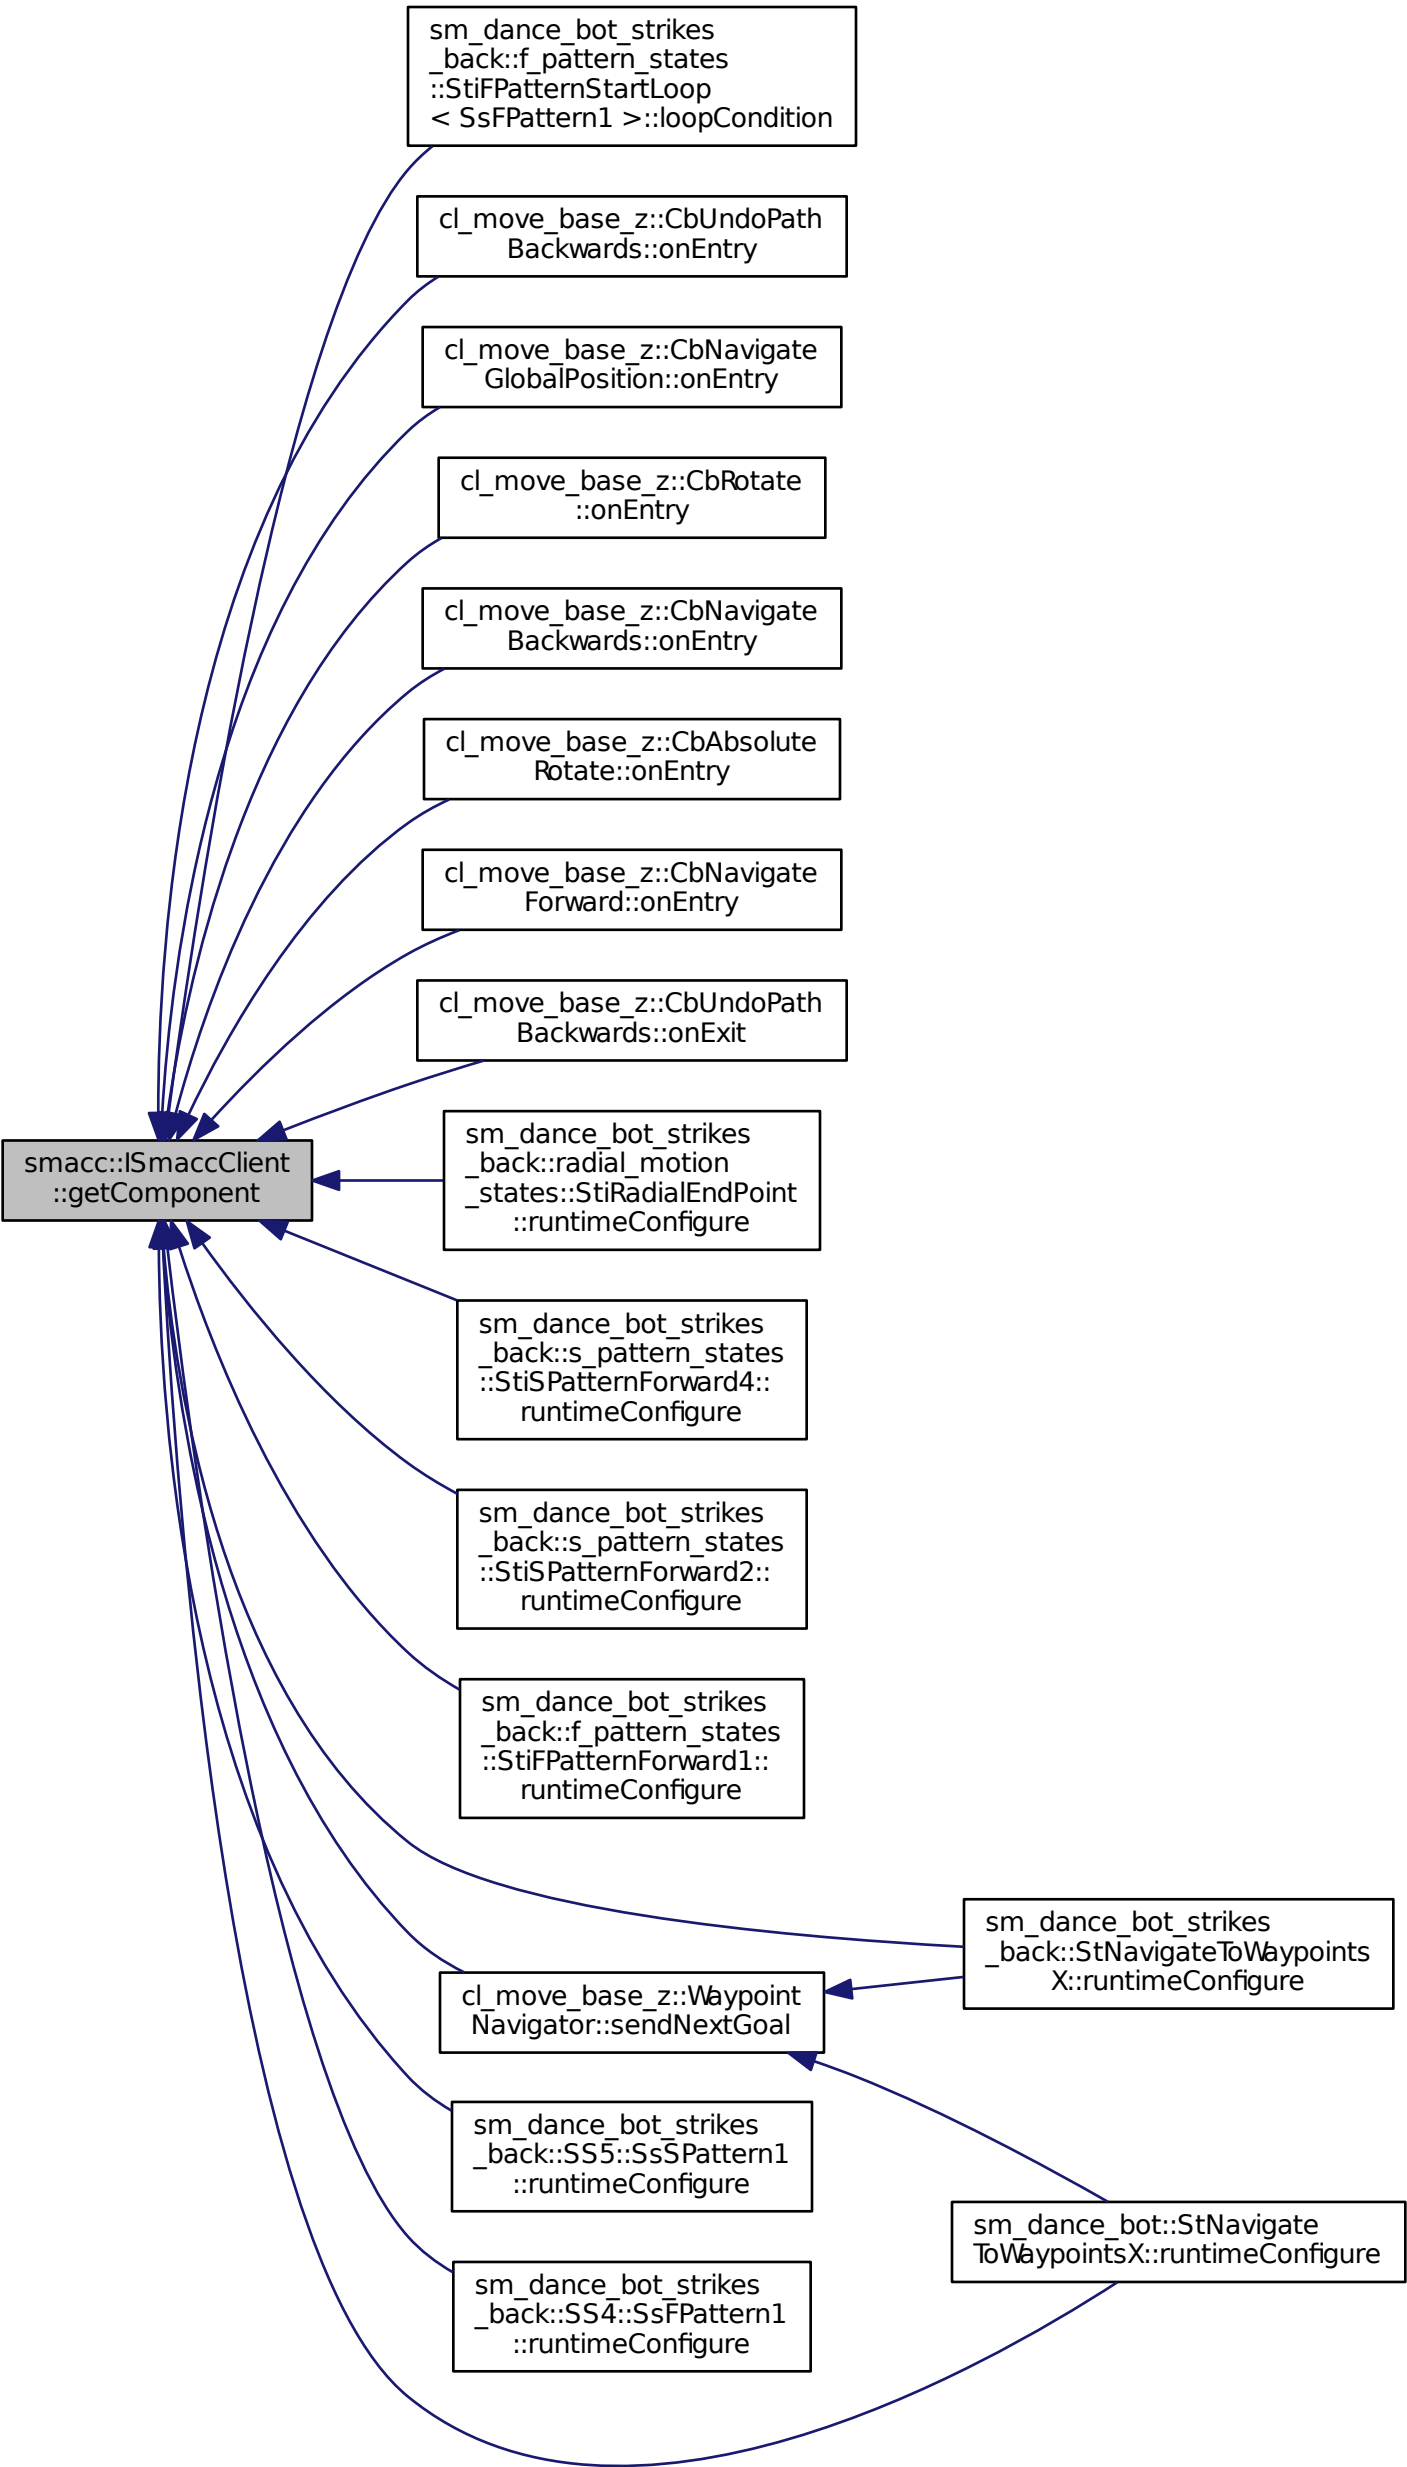 sm_dance_bot_strikes
_back::f_pattern_states
::StiFPatternStartLoop
< SsFPattern1 >::loopCondition
cl_move_base_z::CbUndoPath
Backwards::onEntry
cl_move_base_z::CbNavigate
GlobalPosition::onEntry
cl_move_base_z::CbRotate
::onEntry
cl_move_base_z::CbNavigate
Backwards::onEntry
cl_move_base_z::CbAbsolute
Rotate::onEntry
cl_move_base_z::CbNavigate
Forward::onEntry
cl_move_base_z::CbUndoPath
Backwards::onExit
smacc::ISmaccClient
::getComponent
sm_dance_bot_strikes
_back::radial_motion
_states::StiRadialEndPoint
::runtimeConfigure
sm_dance_bot_strikes
_back::s_pattern_states
::StiSPatternForward4::
runtimeConfigure
sm_dance_bot_strikes
_back::s_pattern_states
::StiSPatternForward2::
runtimeConfigure
sm_dance_bot_strikes
_back::f_pattern_states
::StiFPatternForward1::
runtimeConfigure
sm_dance_bot_strikes
_back::StNavigateToWaypoints
X::runtimeConfigure
cl_move_base_z::Waypoint
Navigator::sendNextGoal
sm_dance_bot_strikes
_back::SS5::SsSPattern1
::runtimeConfigure
sm_dance_bot::StNavigate
ToWaypointsX::runtimeConfigure
sm_dance_bot_strikes
_back::SS4::SsFPattern1
::runtimeConfigure